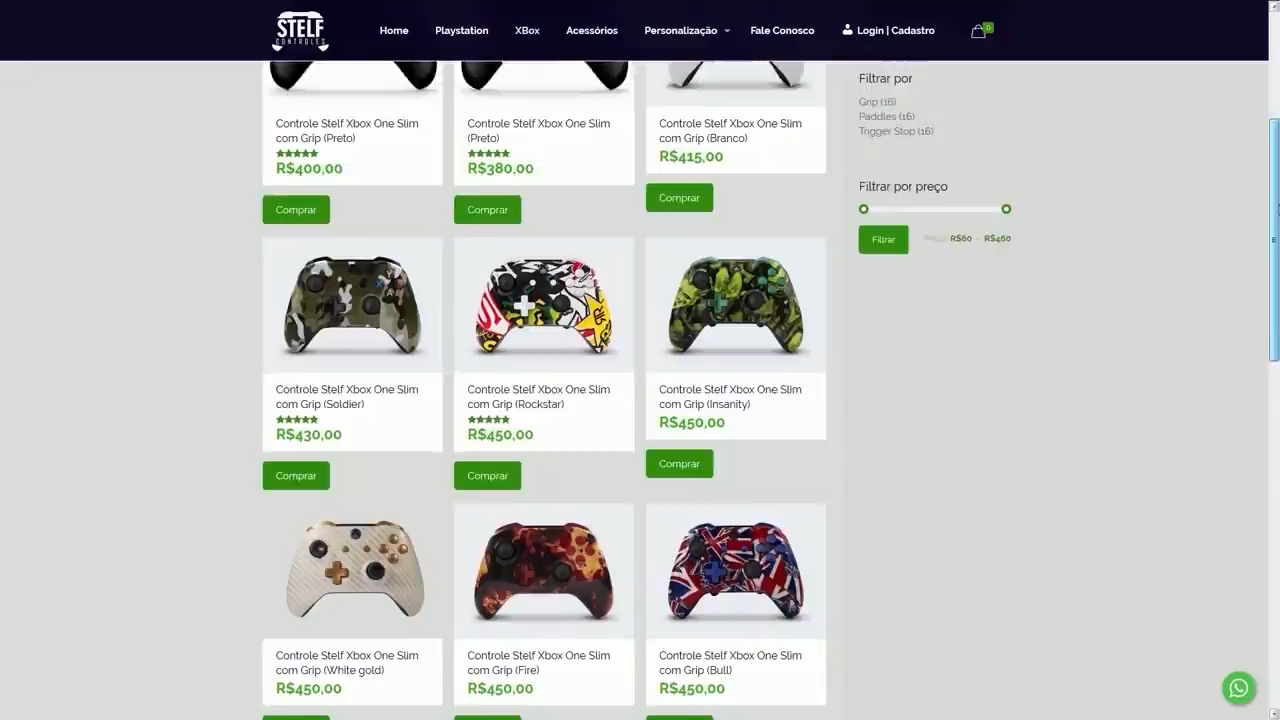 STELF
CONTROLES
Home
Playstation
XBox
Acessórios
Personalização
Fale Conosco
Login | Cadastro
0
Controle Stelf Xbox One Slim
com Grip (Preto)
R$400,00
Comprar
Controle Stelf Xbox One Slim
(Preto)
R$380,00
Comprar
Controle Stelf Xbox One Slim
com Grip (Branco)
R$415,00
Comprar
Controle Stelf Xbox One Slim
com Grip (Soldier)
R$430,00
Comprar
Controle Stelf Xbox One Slim
com Grip (Rockstar)
R$450,00
Comprar
Controle Stelf Xbox One Slim
com Grip (Insanity)
R$450,00
Comprar
Controle Stelf Xbox One Slim
com Grip (White gold)
R$450,00
Controle Stelf Xbox One Slim
com Grip (Fire)
R$450,00
Controle Stelf Xbox One Slim
com Grip (Bull)
R$450,00
Filtrar por
Grip (16)
Paddles (16)
Trigger Stop (16)
Filtrar por preço
Filtrar
R$60 — R$460